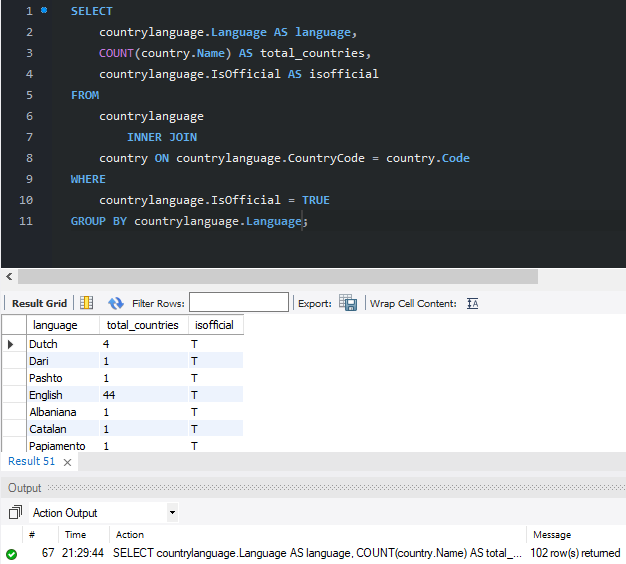 1 SELECT
2 countrylanguage.Language AS language,
3 COUNT(country.Name) AS total_countries,
4 countrylanguage.IsOfficial AS isofficial
5 FROM
6 countrylanguage
7 INNER JOIN
8 country ON countrylanguage.CountryCode = country.Code
9 WHERE
10 countrylanguage.IsOfficial = TRUE
11 GROUP BY countrylanguage.Language;
Result Grid Filter Rows: Export: Wrap Cell Content: IA
language total_countries isofficial
Dutch 4 T
Dari 1 T
Pashto 1 T
English 44 T
Albaniana 1 T
Catalan 1 T
Papiamento 1 T
Result 51 ×
Output
Action Output
# Time Action Message
67 21:29:44 SELECT countrylanguage.Language AS language, COUNT(country.Name) AS total_... 102 row(s) returned